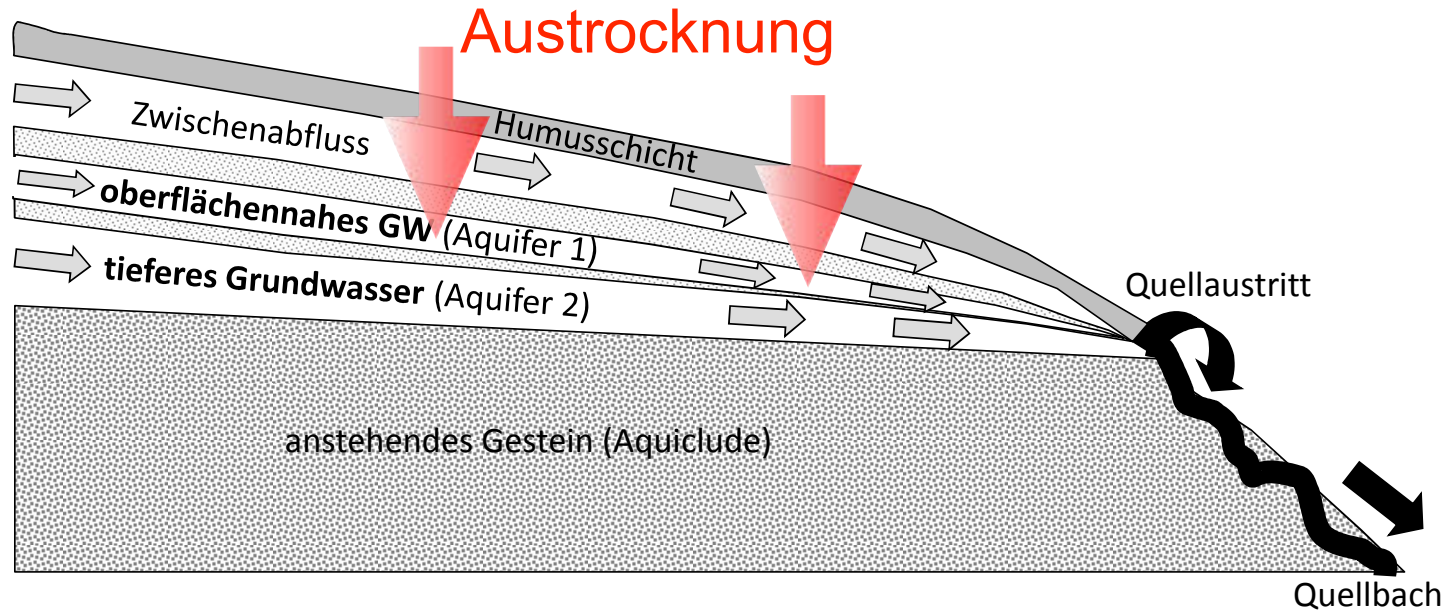 Austrocknung
Zwischenabfluss
Humusschicht
oberflächennahes GW (Aquifer 1)
tieferes Grundwasser (Aquifer 2)
Quellaustritt
anstehendes Gestein (Aquiclude)
Quellbach